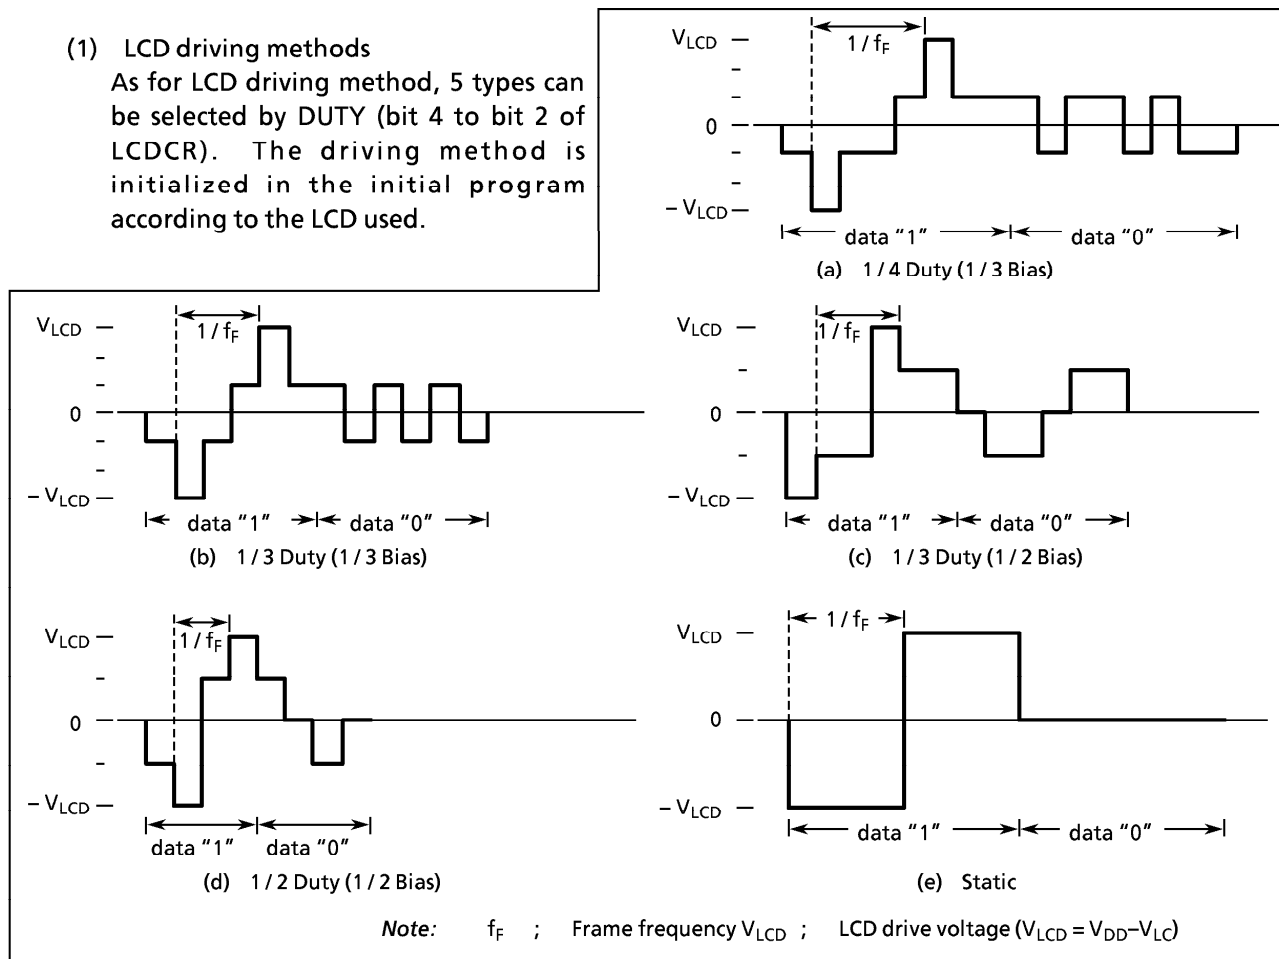 (1) LCD driving methods
As for LCD driving method, 5 types can
be selected by DUTY (bit 4 to bit 2 of
LCDCR). The driving method is
initialized in the initial program
according to the LCD used.
VLCD
1 / fF
0
– VLCD
data “1” data “0”
(a) 1 / 4 Duty (1 / 3 Bias)
VLCD
1 / fF
0
– VLCD
data “1” data “0”
(b) 1 / 3 Duty (1 / 3 Bias)
VLCD
1 / fF
0
– VLCD
data “1” data “0”
(c) 1 / 3 Duty (1 / 2 Bias)
VLCD
1 / fF
0
– VLCD
data “1” data “0”
(d) 1 / 2 Duty (1 / 2 Bias)
VLCD
1 / fF
0
– VLCD
data “1” data “0”
(e) Static
Note: fF ; Frame frequency VLCD ; LCD drive voltage (VLCD = VDD–VLC)